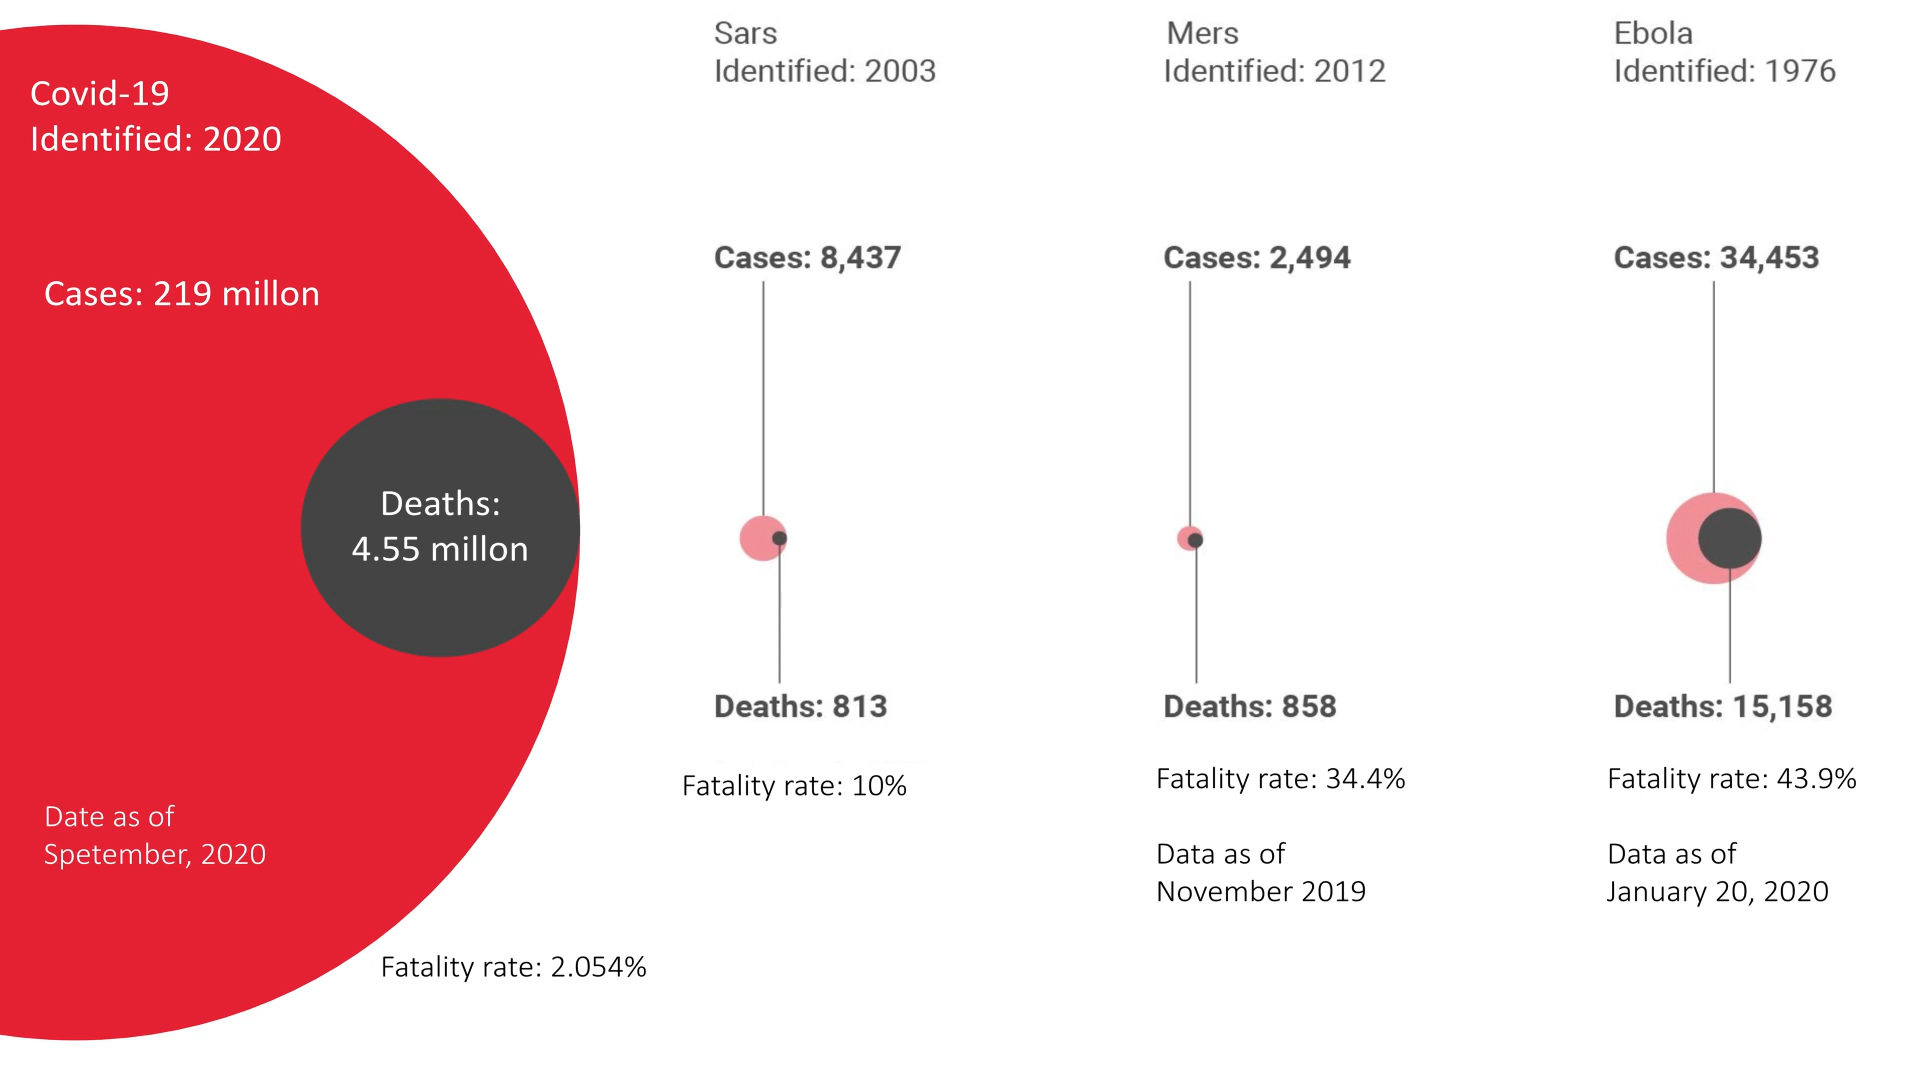 Covid-19
Identified: 2020
Cases: 219 millon
Deaths:
4.55 millon
Date as of
Spetember, 2020
Fatality rate: 2.054%
Sars
Identified: 2003
Cases: 8,437
Deaths: 813
Fatality rate: 10%
Mers
Identified: 2012
Cases: 2,494
Deaths: 858
Fatality rate: 34.4%
Data as of
November 2019
Ebola
Identified: 1976
Cases: 34,453
Deaths: 15,158
Fatality rate: 43.9%
Data as of
January 20, 2020